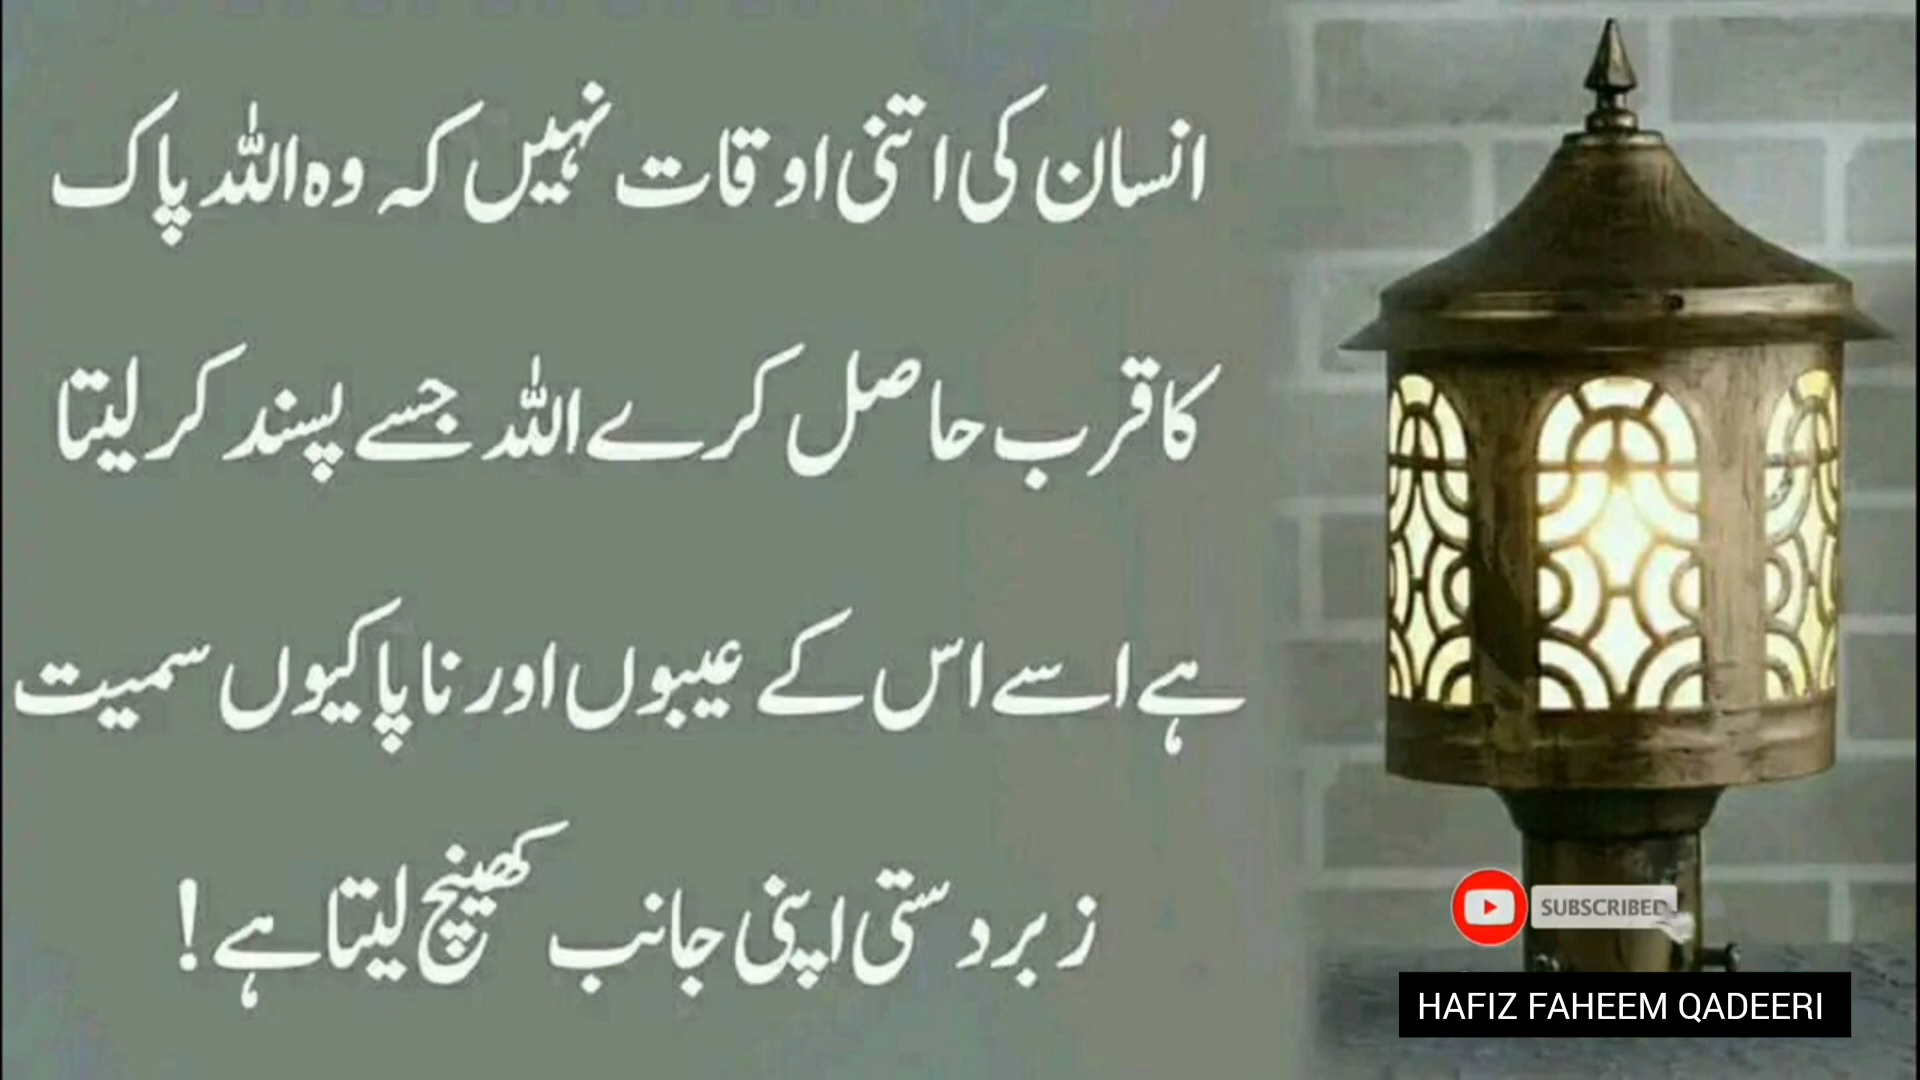 انسان کی اتنی اوقات نہیں کہ وہ اللہ پاک
کا قرب حاصل کرے اللہ جسے پسند کر لیتا
ہے اسے اس کے عیبوں اور ناپاکیوں سمیت
زبردستی اپنی جانب کھینچ لیتا ہے!
SUBSCRIBED
HAFIZ FAHEEM QADEERI